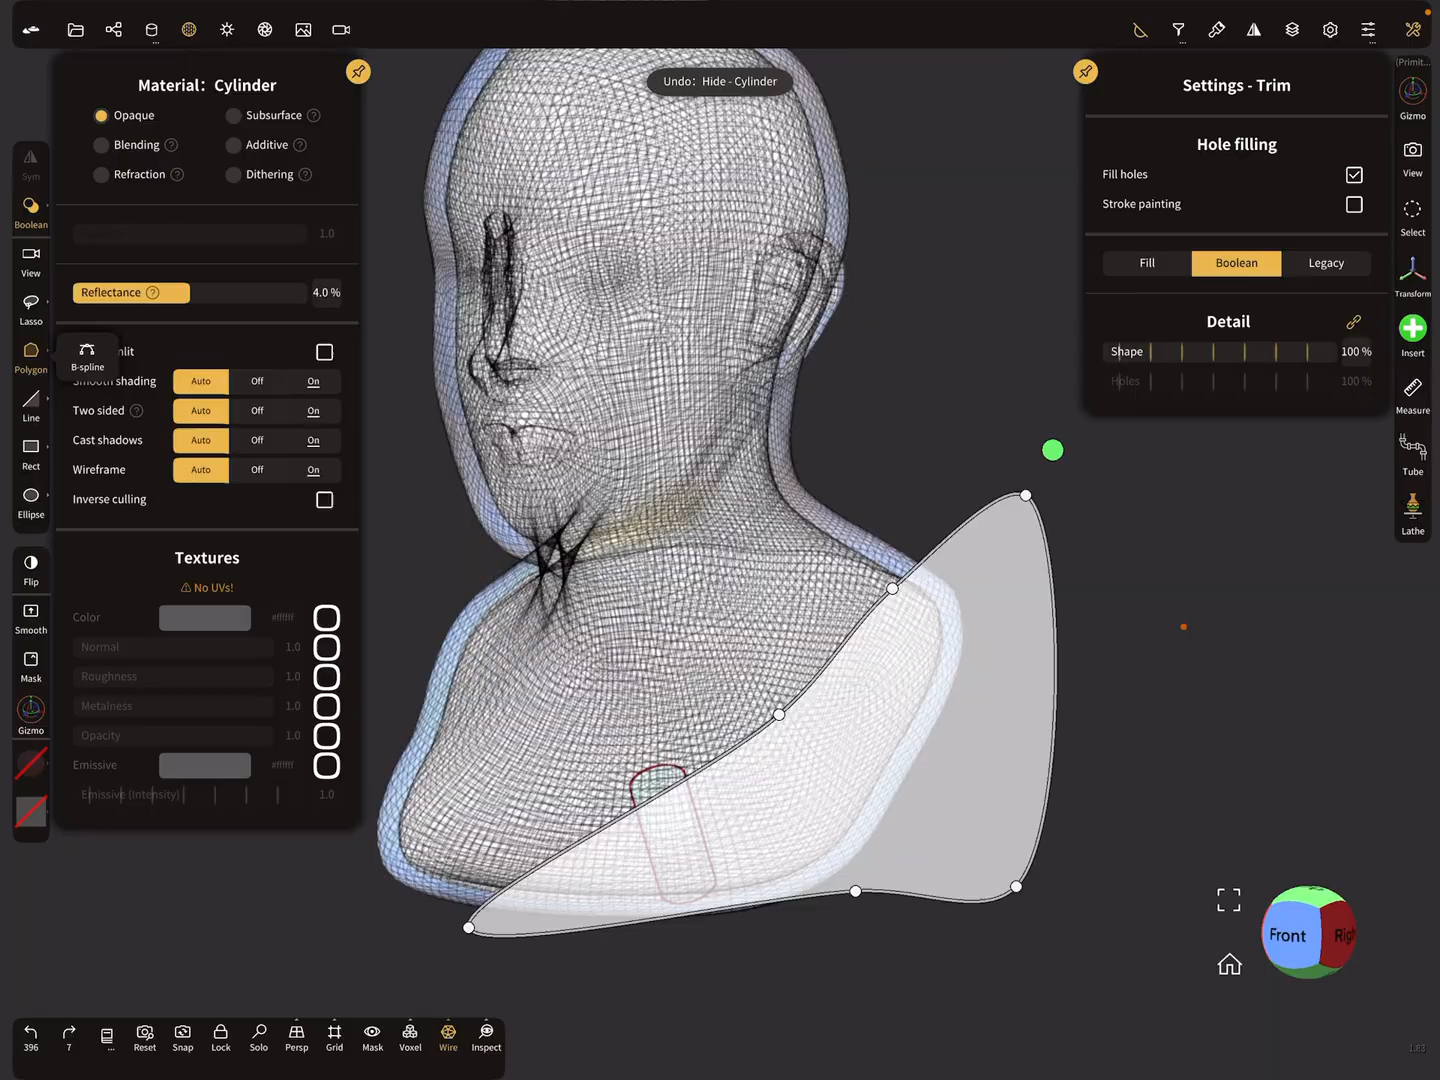 Undo: Hide - Cylinder
Material: Cylinder
Opaque
Subsurface ?
Blending ?
Additive ?
Refraction ?
Dithering ?
1.0
Reflectance ?
4.0 %
Smooth shading
Auto Off On
Two sided ?
Auto Off On
Cast shadows
Auto Off On
Wireframe
Auto Off On
Inverse culling
Textures
No UVs!
Color
#ffffff
Normal
1.0
Roughness
1.0
Metalness
1.0
Opacity
1.0
Emissive
#ffffff
Emissive (Intensity)
1.0
Sym
Boolean
View
Lasso
Polygon
B-spline
Line
Rect
Ellipse
Flip
Smooth
Mask
Gizmo
Settings - Trim
Hole filling
Fill holes
Stroke painting
Fill Boolean Legacy
Detail
Shape
100 %
Holes
100 %
(Primit...
Gizmo
View
Select
Transform
Insert
Measure
Tube
Lathe
Front
Righ
396
7
...
Reset
Snap
Lock
Solo
Persp
Grid
Mask
Voxel
Wire
Inspect
1.83